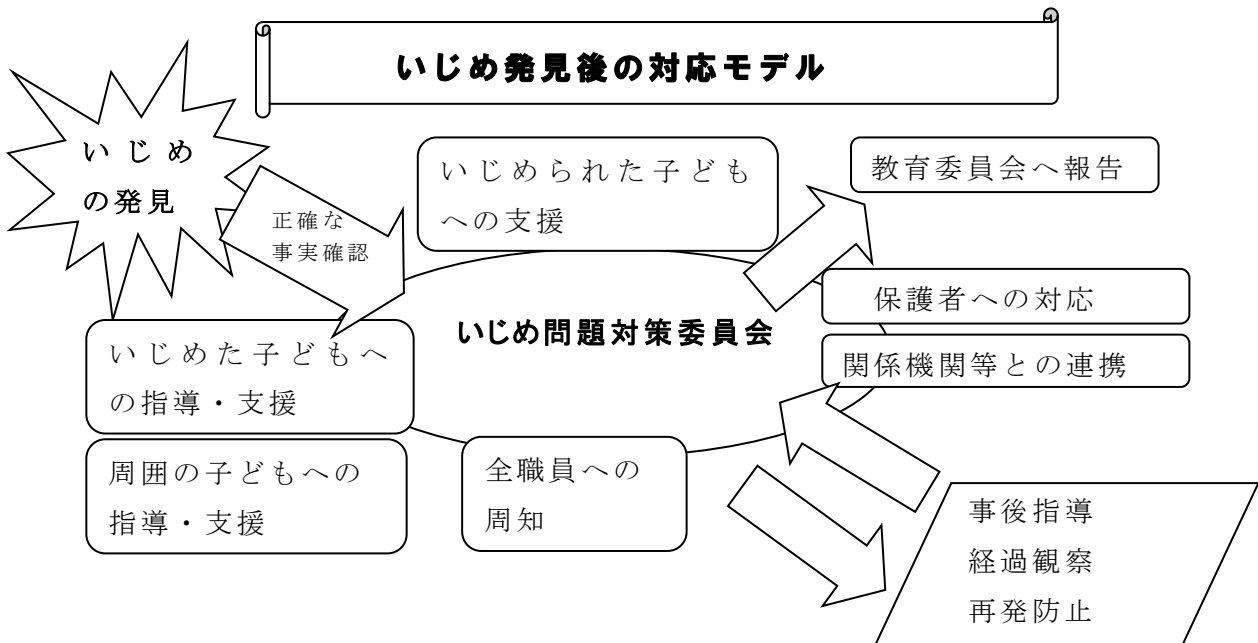 いじめ発見後の対応モデル
いじめ
の発見
正確な
事実確認
いじめられた子ども
への支援
教育委員会へ報告
保護者への対応
関係機関等との連携
いじめ問題対策委員会
いじめた子どもへ
の指導・支援
周囲の子どもへの
指導・支援
全職員への
周知
事後指導
経過観察
再発防止